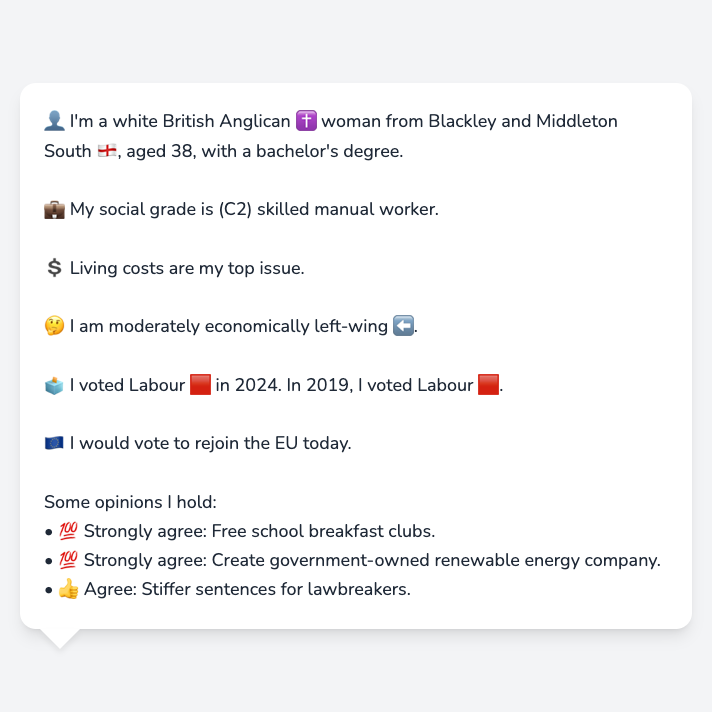 👤 I'm a white British Anglican ✝️ woman from Blackley and Middleton
South 🏴󠁧󠁢󠁥󠁮󠁧󠁿, aged 38, with a bachelor's degree.
💼 My social grade is (C2) skilled manual worker.
💲 Living costs are my top issue.
🤔 I am moderately economically left-wing ⬅️.
🗳️ I voted Labour 🟥 in 2024. In 2019, I voted Labour 🟥.
🇪🇺 I would vote to rejoin the EU today.
Some opinions I hold:
• 💯 Strongly agree: Free school breakfast clubs.
• 💯 Strongly agree: Create government-owned renewable energy company.
• 👍 Agree: Stiffer sentences for lawbreakers.